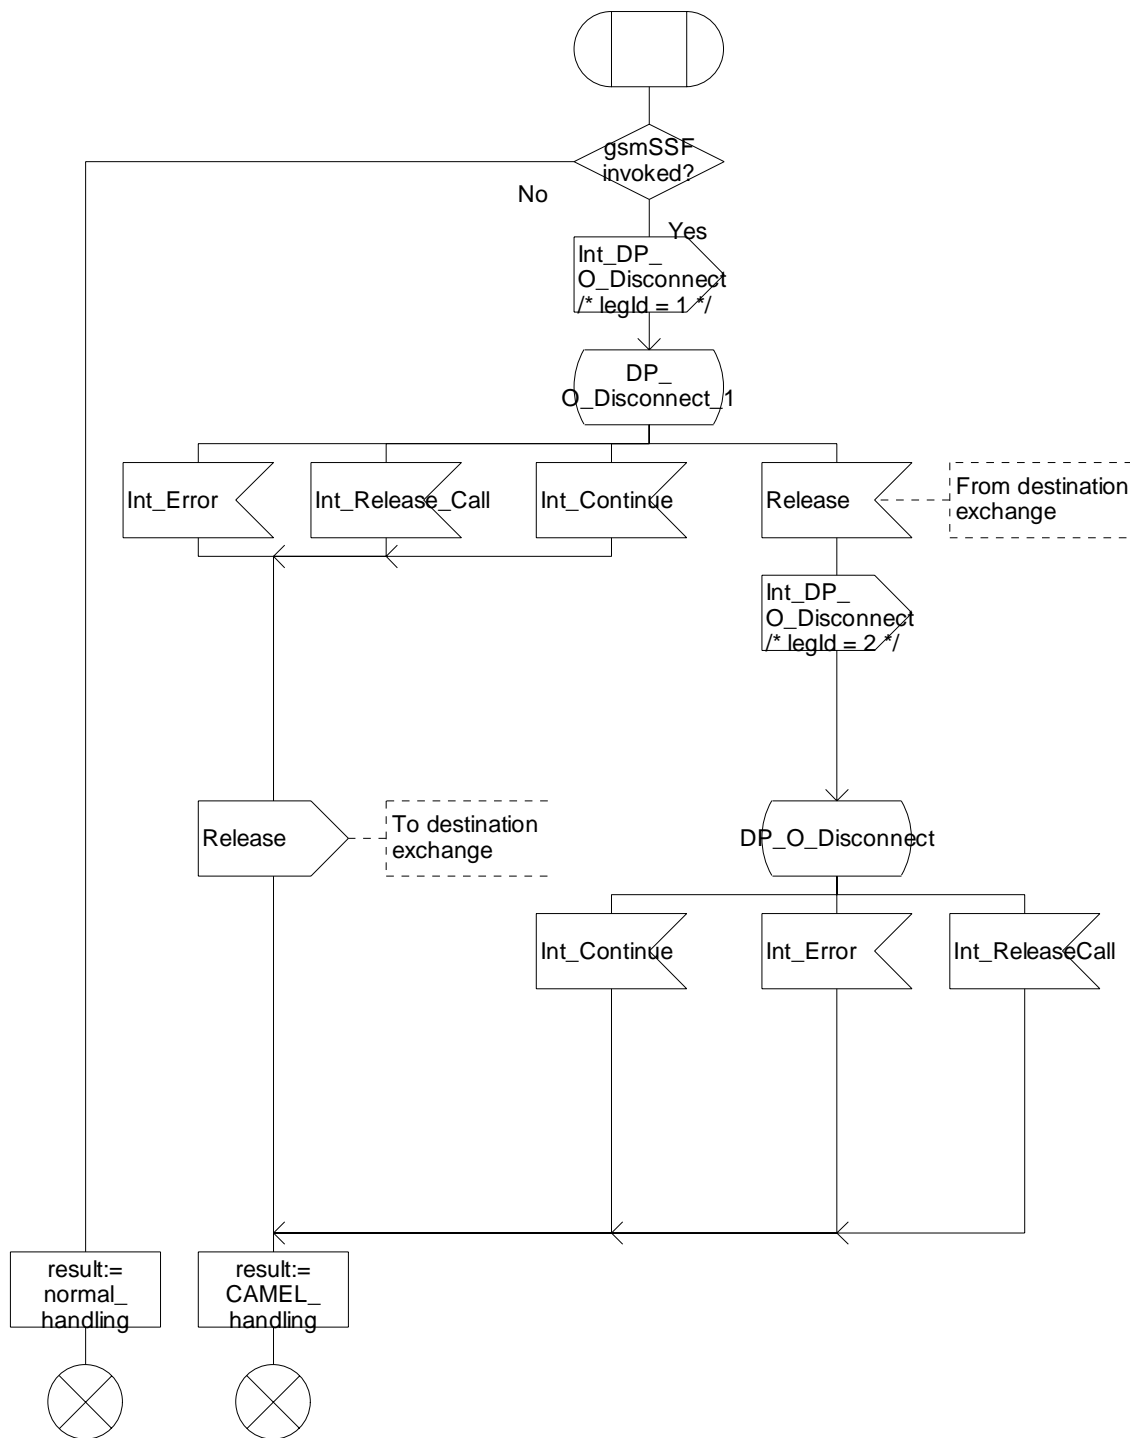 gsmSSF
invoked?
No
Yes
Int_DP_
O_Disconnect
/* legId = 1 */
DP_
O_Disconnect_1
Int_Error
Int_Release_Call
Int_Continue
Release
From destination
exchange
Int_DP_
O_Disconnect
/* legId = 2 */
Release
To destination
exchange
DP_O_Disconnect
Int_Continue
Int_Error
Int_ReleaseCall
result:=
normal_
handling
result:=
CAMEL_
handling